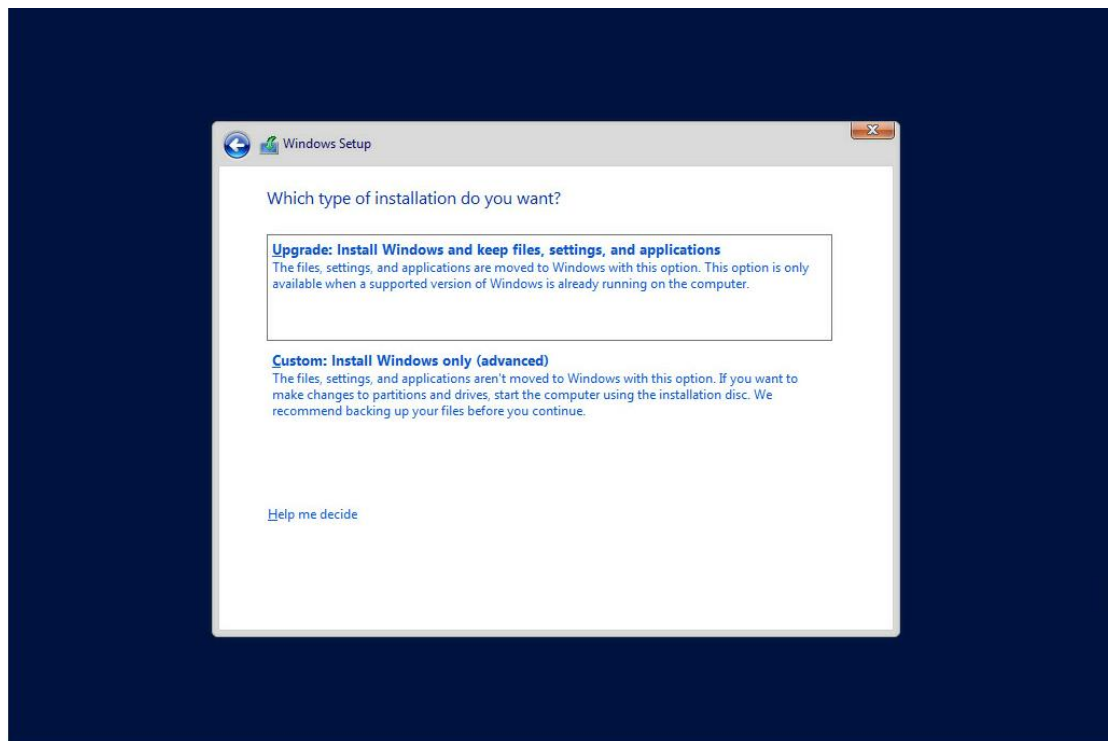 Windows Setup
Which type of installation do you want?
Upgrade: Install Windows and keep files, settings, and applications
The files, settings, and applications are moved to Windows with this option. This option is only
available when a supported version of Windows is already running on the computer.
Custom: Install Windows only (advanced)
The files, settings, and applications aren't moved to Windows with this option. If you want to
make changes to partitions and drives, start the computer using the installation disc. We
recommend backing up your files before you continue.
Help me decide